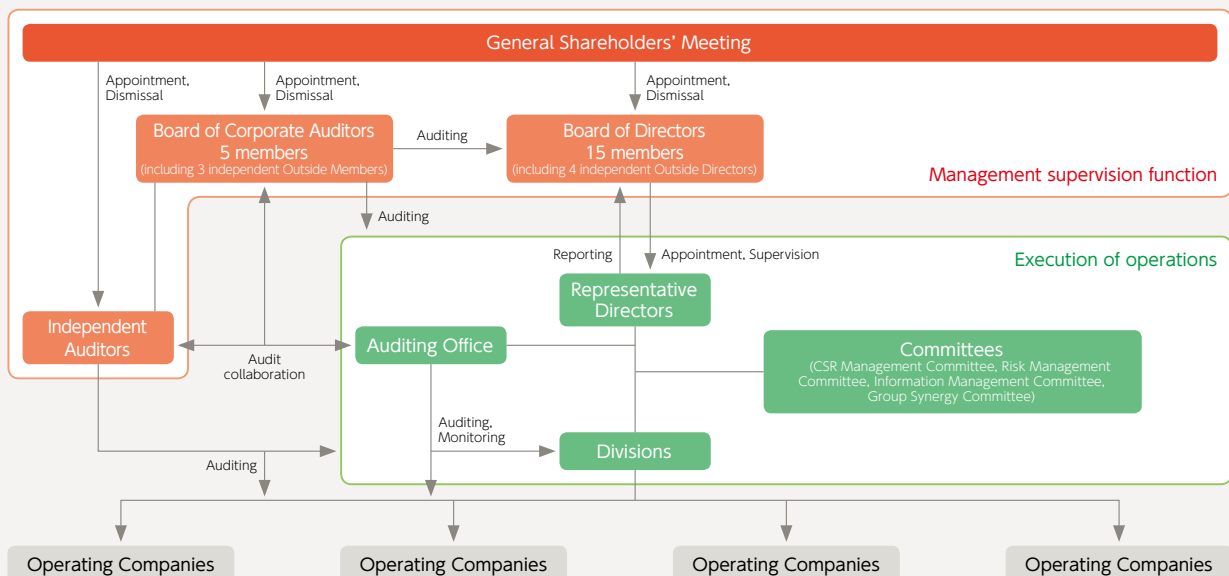 General Shareholders' Meeting
Appointment,
Dismissal
Appointment,
Dismissal
Appointment,
Dismissal
Board of Corporate Auditors
5 members
(including 3 independent Outside Members)
Auditing
Board of Directors
15 members
(including 4 independent Outside Directors)
Management supervision function
Auditing
Reporting
Appointment, Supervision
Execution of operations
Representative
Directors
Independent
Auditors
Audit
collaboration
Auditing Office
Committees
(CSR Management Committee, Risk Management
Committee, Information Management Committee,
Group Synergy Committee)
Auditing,
Monitoring
Divisions
Auditing
Operating Companies
Operating Companies
Operating Companies
Operating Companies